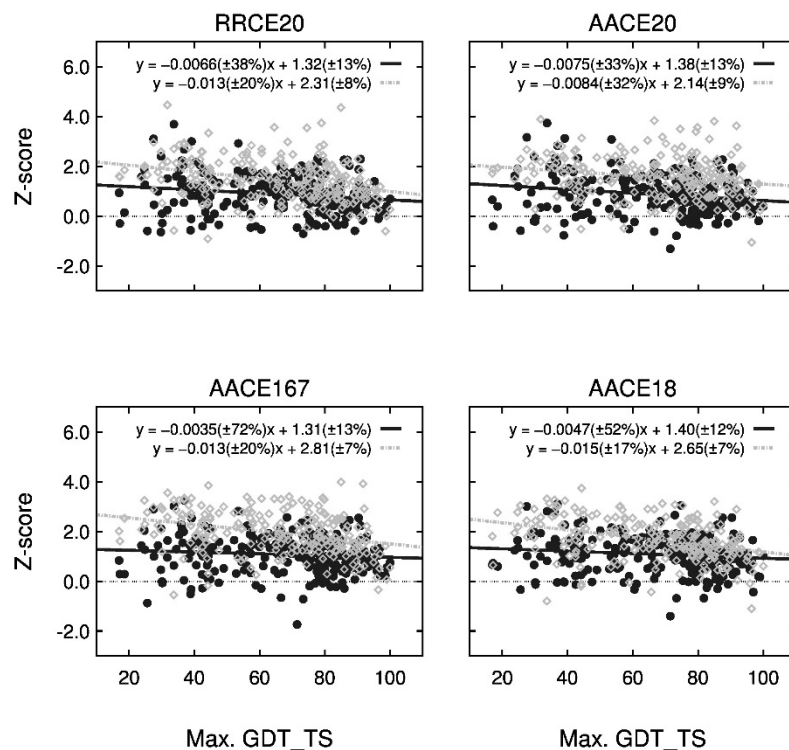 RRCE20
AACE20
y = −0.0066(±38%)x + 1.32(±13%)
y = −0.013(±20%)x + 2.31(±8%)
y = −0.0075(±33%)x + 1.38(±13%)
y = −0.0084(±32%)x + 2.14(±9%)
Z-score
6.0
4.0
2.0
0.0
-2.0
AACE167
AACE18
y = −0.0035(±72%)x + 1.31(±13%)
y = −0.013(±20%)x + 2.81(±7%)
y = −0.0047(±52%)x + 1.40(±12%)
y = −0.015(±17%)x + 2.65(±7%)
Z-score
6.0
4.0
2.0
0.0
-2.0
20 40 60 80 100
20 40 60 80 100
Max. GDT_TS
Max. GDT_TS